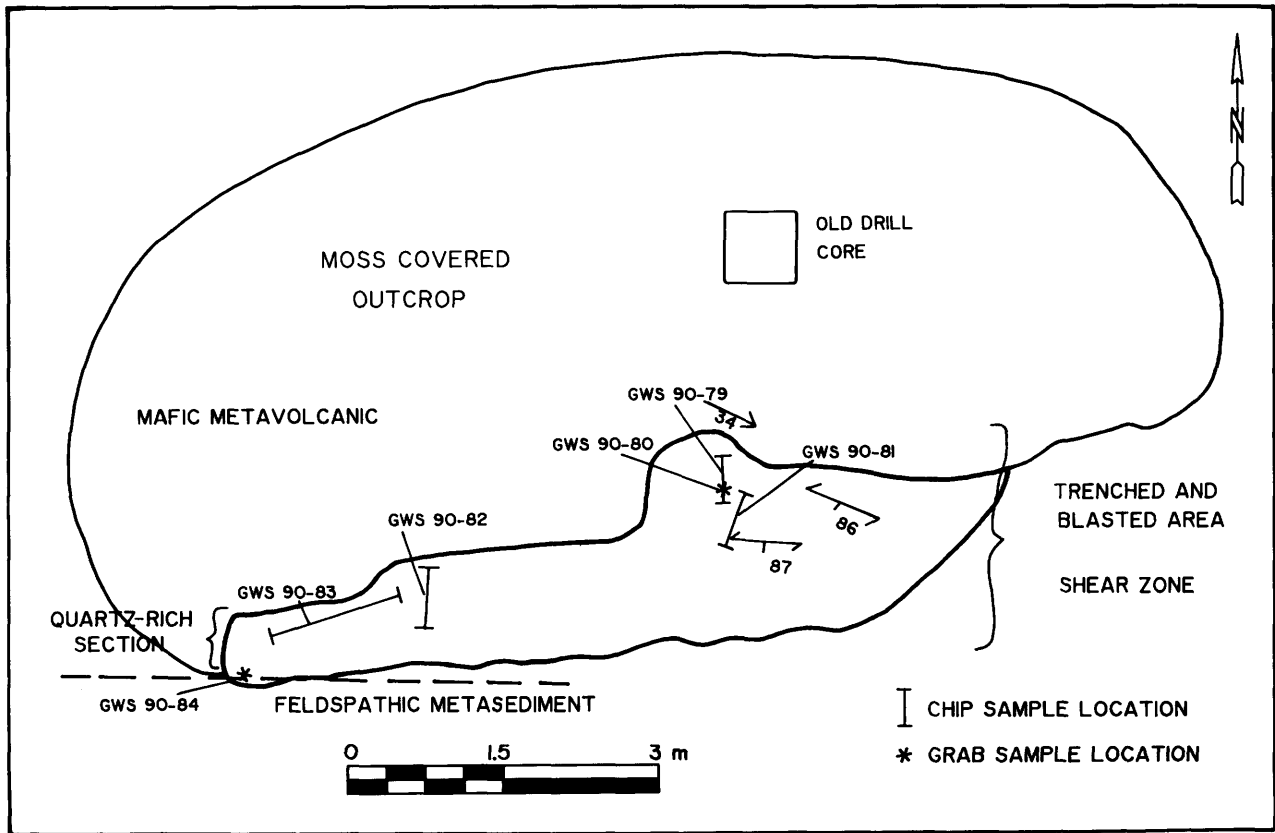 N
OLD DRILL
CORE
MOSS COVERED
OUTCROP
GWS 90-79
34
MAFIC METAVOLCANIC
GWS 90-80
GWS 90-81
TRENCHED AND
BLASTED AREA
86
GWS 90-82
87
SHEAR ZONE
GWS 90-83
QUARTZ-RICH
SECTION
GWS 90-84
FELDSPATHIC METASEDIMENT
CHIP SAMPLE LOCATION
GRAB SAMPLE LOCATION
0 1.5 3 m